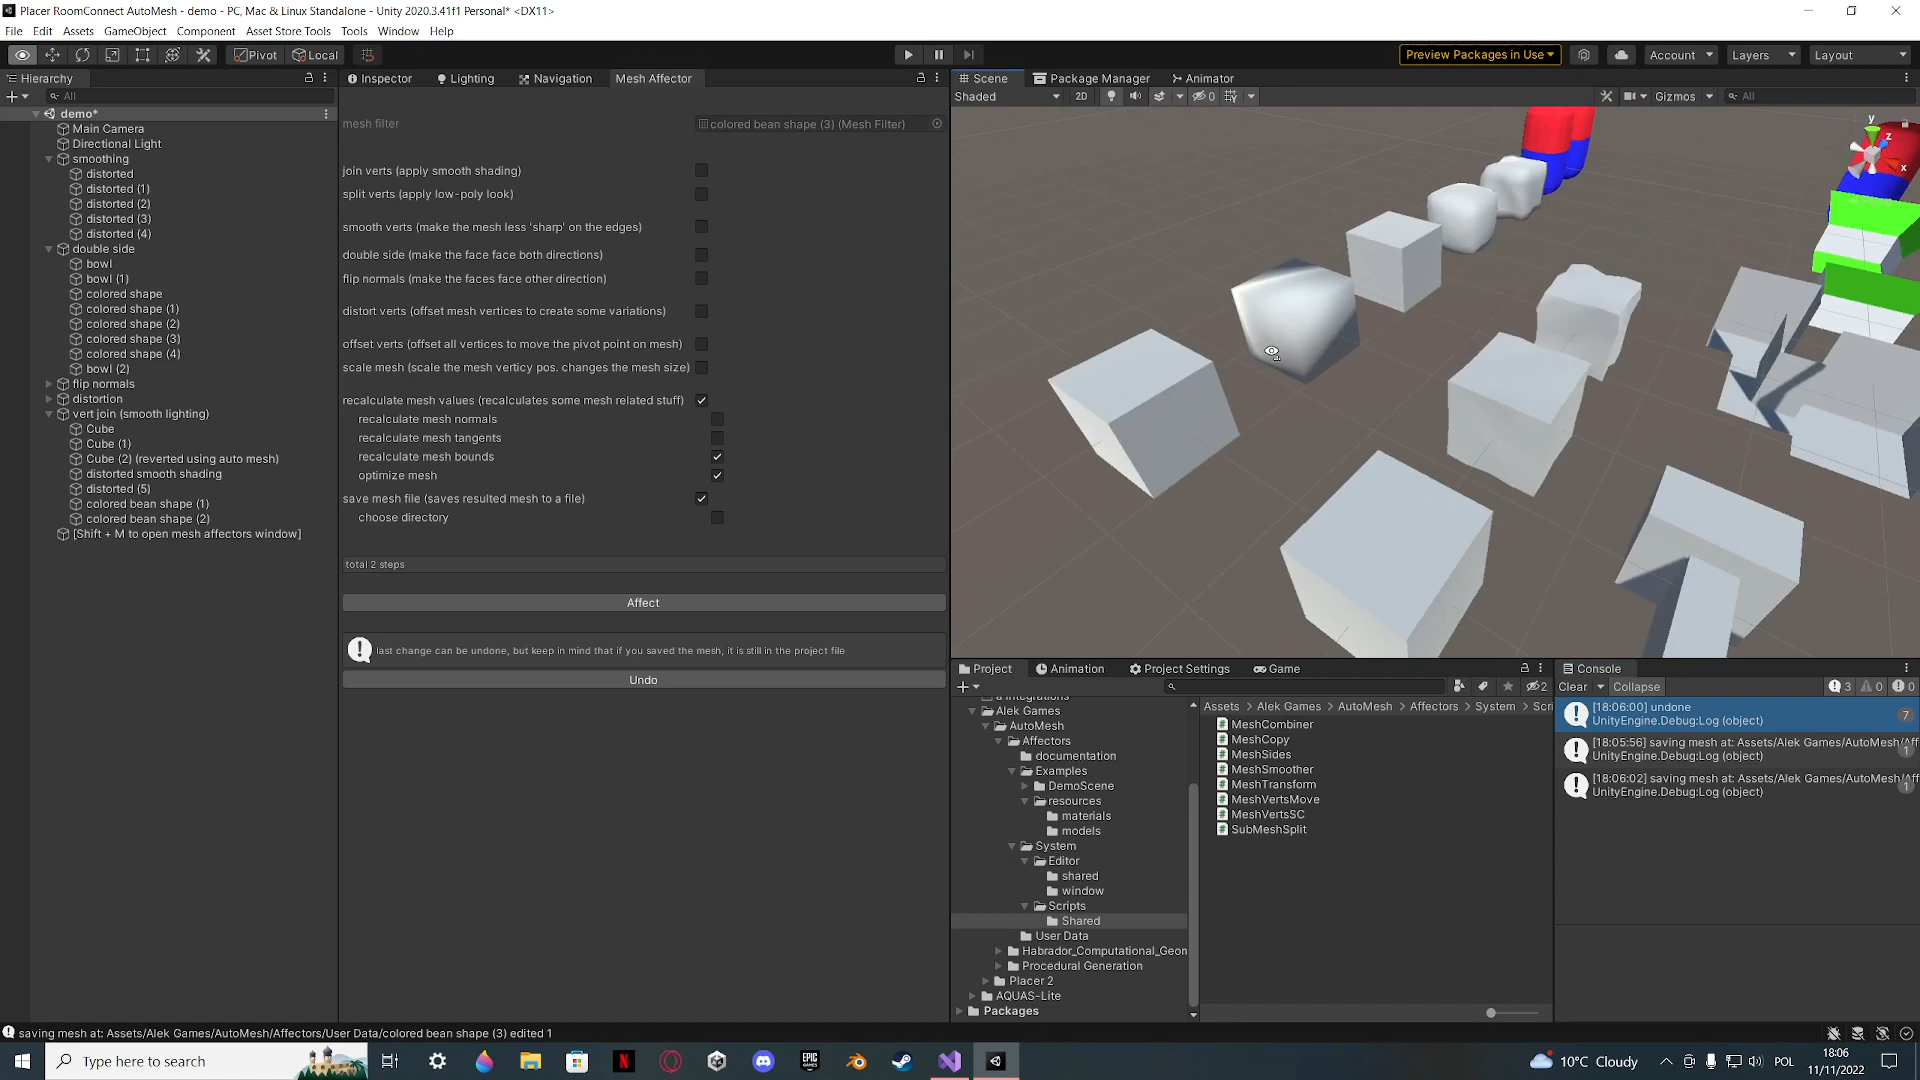 Placer RoomConnect AutoMesh - demo - PC, Mac & Linux Standalone - Unity 2020.3.41f1 Personal* <DX11>
File Edit Assets GameObject Component Asset Store Tools Tools Window Help
Pivot Local Preview Packages in Use Account Layers Layout
Hierarchy
All
demo*
Main Camera
Directional Light
smoothing
distorted
distorted (1)
distorted (2)
distorted (3)
distorted (4)
double side
bowl
bowl (1)
colored shape
colored shape (1)
colored shape (2)
colored shape (3)
colored shape (4)
bowl (2)
flip normals
distortion
vert join (smooth lighting)
Cube
Cube (1)
Cube (2) (reverted using auto mesh)
distorted smooth shading
distorted (5)
colored bean shape (1)
colored bean shape (2)
[Shift + M to open mesh affectors window]
Inspector Lighting Navigation Mesh Affector
mesh filter colored bean shape (3) (Mesh Filter)
join verts (apply smooth shading)
split verts (apply low-poly look)
smooth verts (make the mesh less 'sharp' on the edges)
double side (make the face face both directions)
flip normals (make the faces face other direction)
distort verts (offset mesh vertices to create some variations)
offset verts (offset all vertices to move the pivot point on mesh)
scale mesh (scale the mesh verticy pos. changes the mesh size)
recalculate mesh values (recalculates some mesh related stuff)
recalculate mesh normals
recalculate mesh tangents
recalculate mesh bounds
optimize mesh
save mesh file (saves resulted mesh to a file)
choose directory
total 2 steps
Affect
last change can be undone, but keep in mind that if you saved the mesh, it is still in the project file
Undo
Scene Package Manager Animator
Shaded 2D 0 Gizmos All
y
z
x
Project Animation Project Settings Game
2
Alek Games
AutoMesh
Affectors
documentation
Examples
DemoScene
resources
materials
models
System
Editor
shared
window
Scripts
Shared
User Data
Habrador_Computational_Geon
Procedural Generation
Placer 2
AQUAS-Lite
Packages
Assets > Alek Games > AutoMesh > Affectors > System > Scri
MeshCombiner
MeshCopy
MeshSides
MeshSmoother
MeshTransform
MeshVertsMove
MeshVertsSC
SubMeshSplit
Console
Clear Collapse 3 0 0
[18:06:00] undone
UnityEngine.Debug:Log (object)
7
[18:05:56] saving mesh at: Assets/Alek Games/AutoMesh/Aff
UnityEngine.Debug:Log (object)
1
[18:06:02] saving mesh at: Assets/Alek Games/AutoMesh/Aff
UnityEngine.Debug:Log (object)
1
saving mesh at: Assets/Alek Games/AutoMesh/Affectors/User Data/colored bean shape (3) edited 1
Type here to search
10°C Cloudy
POL
18:06
11/11/2022